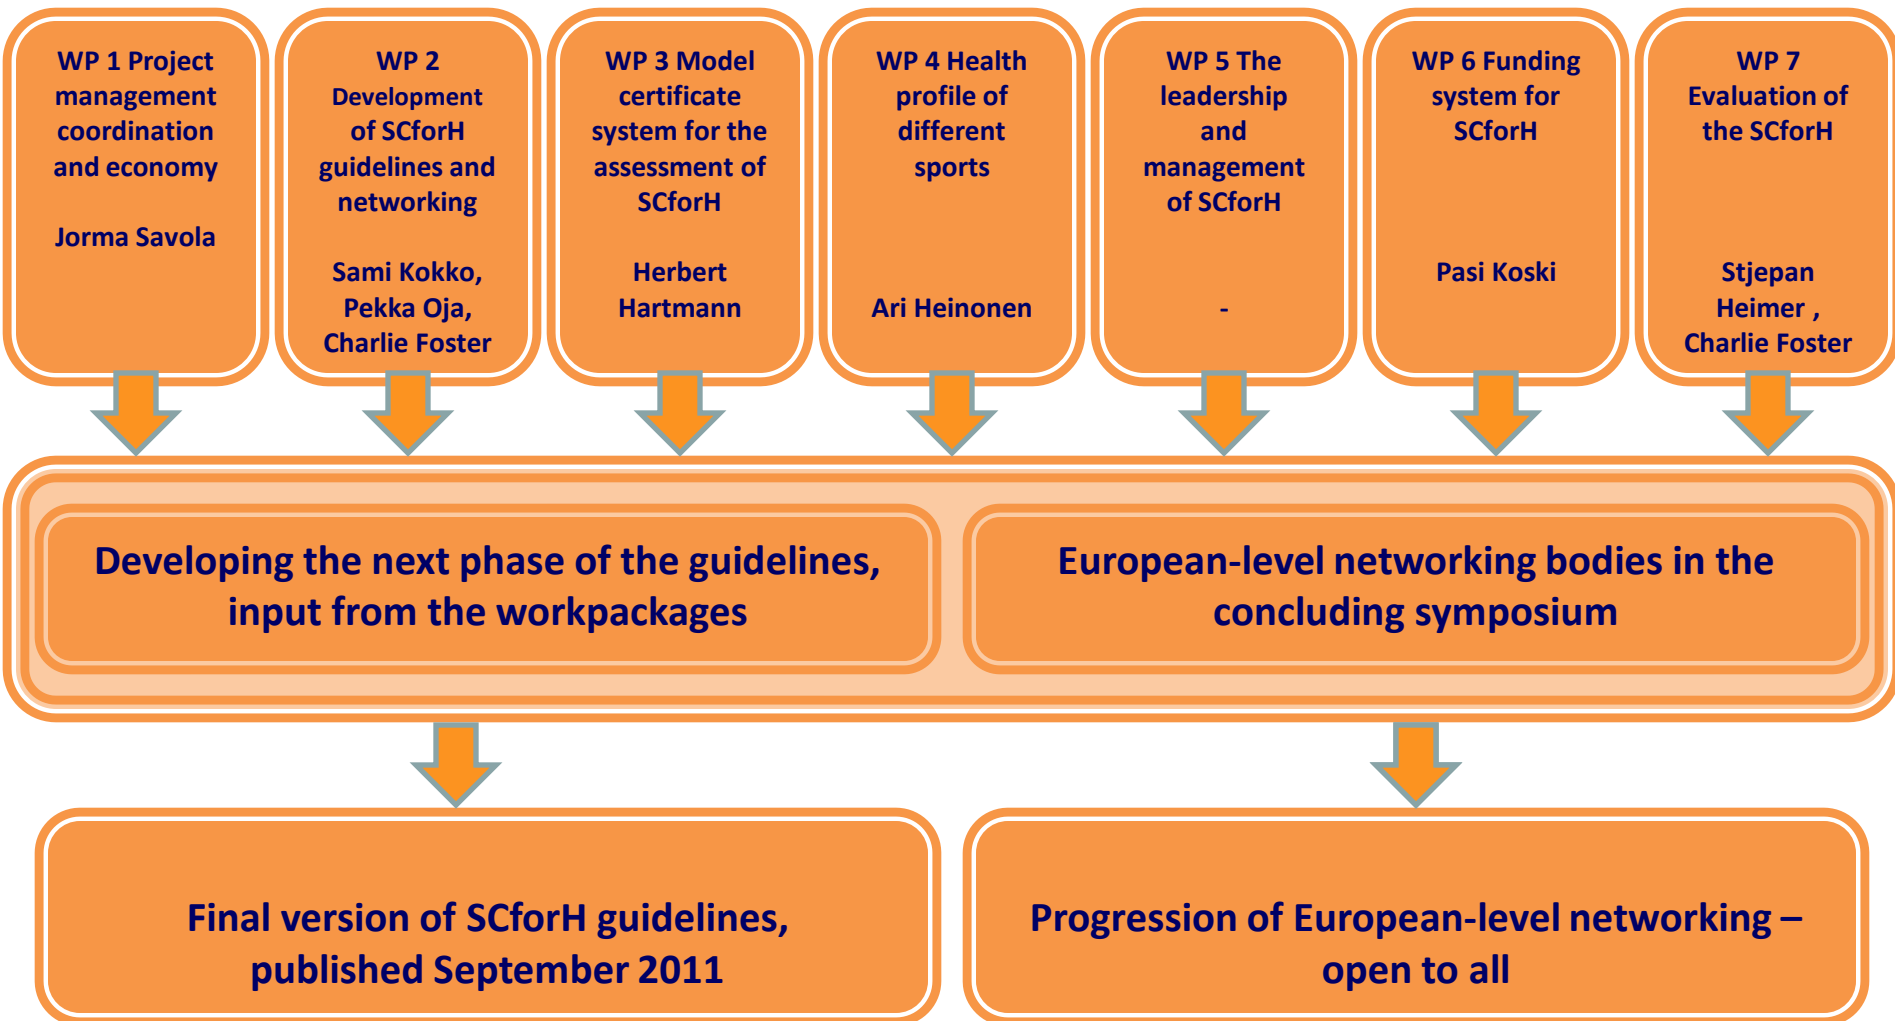 WP 1 Project
management
coordination
and economy
Jorma Savola
WP 2
Development
of SCforH
guidelines and
networking
Sami Kokko,
Pekka Oja,
Charlie Foster
WP 3 Model
certificate
system for the
assessment of
SCforH
Herbert
Hartmann
WP 4 Health
profile of
different
sports
Ari Heinonen
WP 5 The
leadership
and
management
of SCforH
-
WP 6 Funding
system for
SCforH
Pasi Koski
WP 7
Evaluation of
the SCforH
Stjepan
Heimer ,
Charlie Foster
Developing the next phase of the guidelines,
input from the workpackages
European-level networking bodies in the
concluding symposium
Final version of SCforH guidelines,
published September 2011
Progression of European-level networking –
open to all